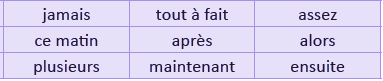 jamais tout à fait assez
ce matin après alors
plusieurs maintenant ensuite